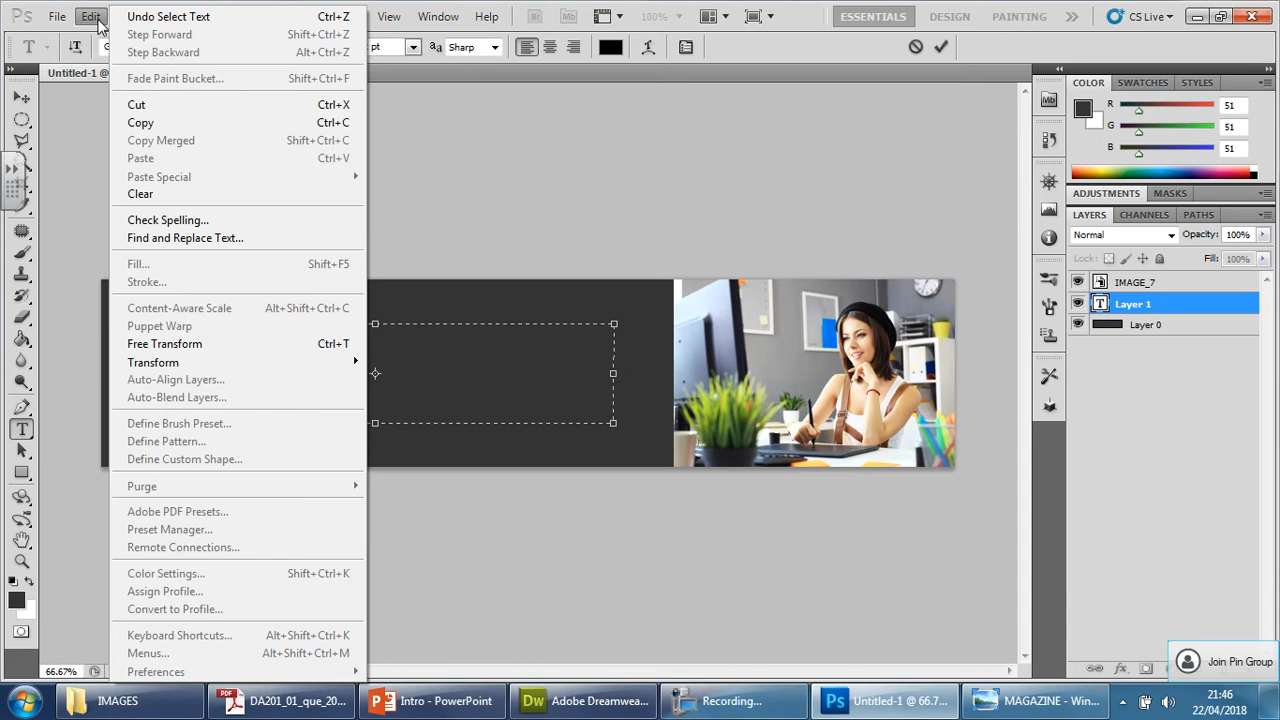 Ps File Edit View Window Help 100% ESSENTIALS DESIGN PAINTING CS Live
T pt Sharp
Untitled-1 @
Undo Select Text Ctrl+Z
Step Forward Shift+Ctrl+Z
Step Backward Alt+Ctrl+Z
Fade Paint Bucket... Shift+Ctrl+F
Cut Ctrl+X
Copy Ctrl+C
Copy Merged Shift+Ctrl+C
Paste Ctrl+V
Paste Special
Clear
Check Spelling...
Find and Replace Text...
Fill... Shift+F5
Stroke...
Content-Aware Scale Alt+Shift+Ctrl+C
Puppet Warp
Free Transform Ctrl+T
Transform
Auto-Align Layers...
Auto-Blend Layers...
Define Brush Preset...
Define Pattern...
Define Custom Shape...
Purge
Adobe PDF Presets...
Preset Manager...
Remote Connections...
Color Settings... Shift+Ctrl+K
Assign Profile...
Convert to Profile...
Keyboard Shortcuts... Alt+Shift+Ctrl+K
Menus... Alt+Shift+Ctrl+M
Preferences
COLOR SWATCHES STYLES
R 51
G 51
B 51
ADJUSTMENTS MASKS
LAYERS CHANNELS PATHS
Normal Opacity: 100%
Lock: Fill: 100%
IMAGE_7
T Layer 1
Layer 0
Mb
66.67%
Join Pin Group
IMAGES
PDF DA201_01_que_20...
Intro - PowerPoint
Dw Adobe Dreamwea...
Recording...
Ps Untitled-1 @ 66.7...
MAGAZINE - Win...
21:46
22/04/2018